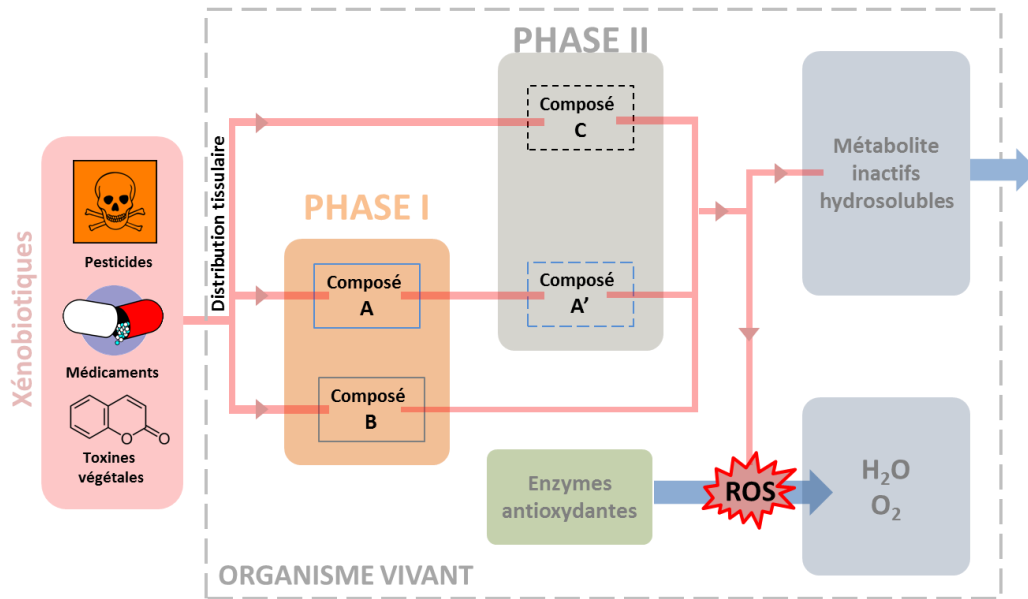 Xénobiotiques
Pesticides
Médicaments
O
O
Toxines
végétales
Distribution tissulaire
PHASE I
Composé
A
Composé
B
PHASE II
Composé
C
Composé
A’
Métabolite
inactifs
hydrosolubles
Enzymes
antioxydantes
ROS
H2O
O2
ORGANISME VIVANT